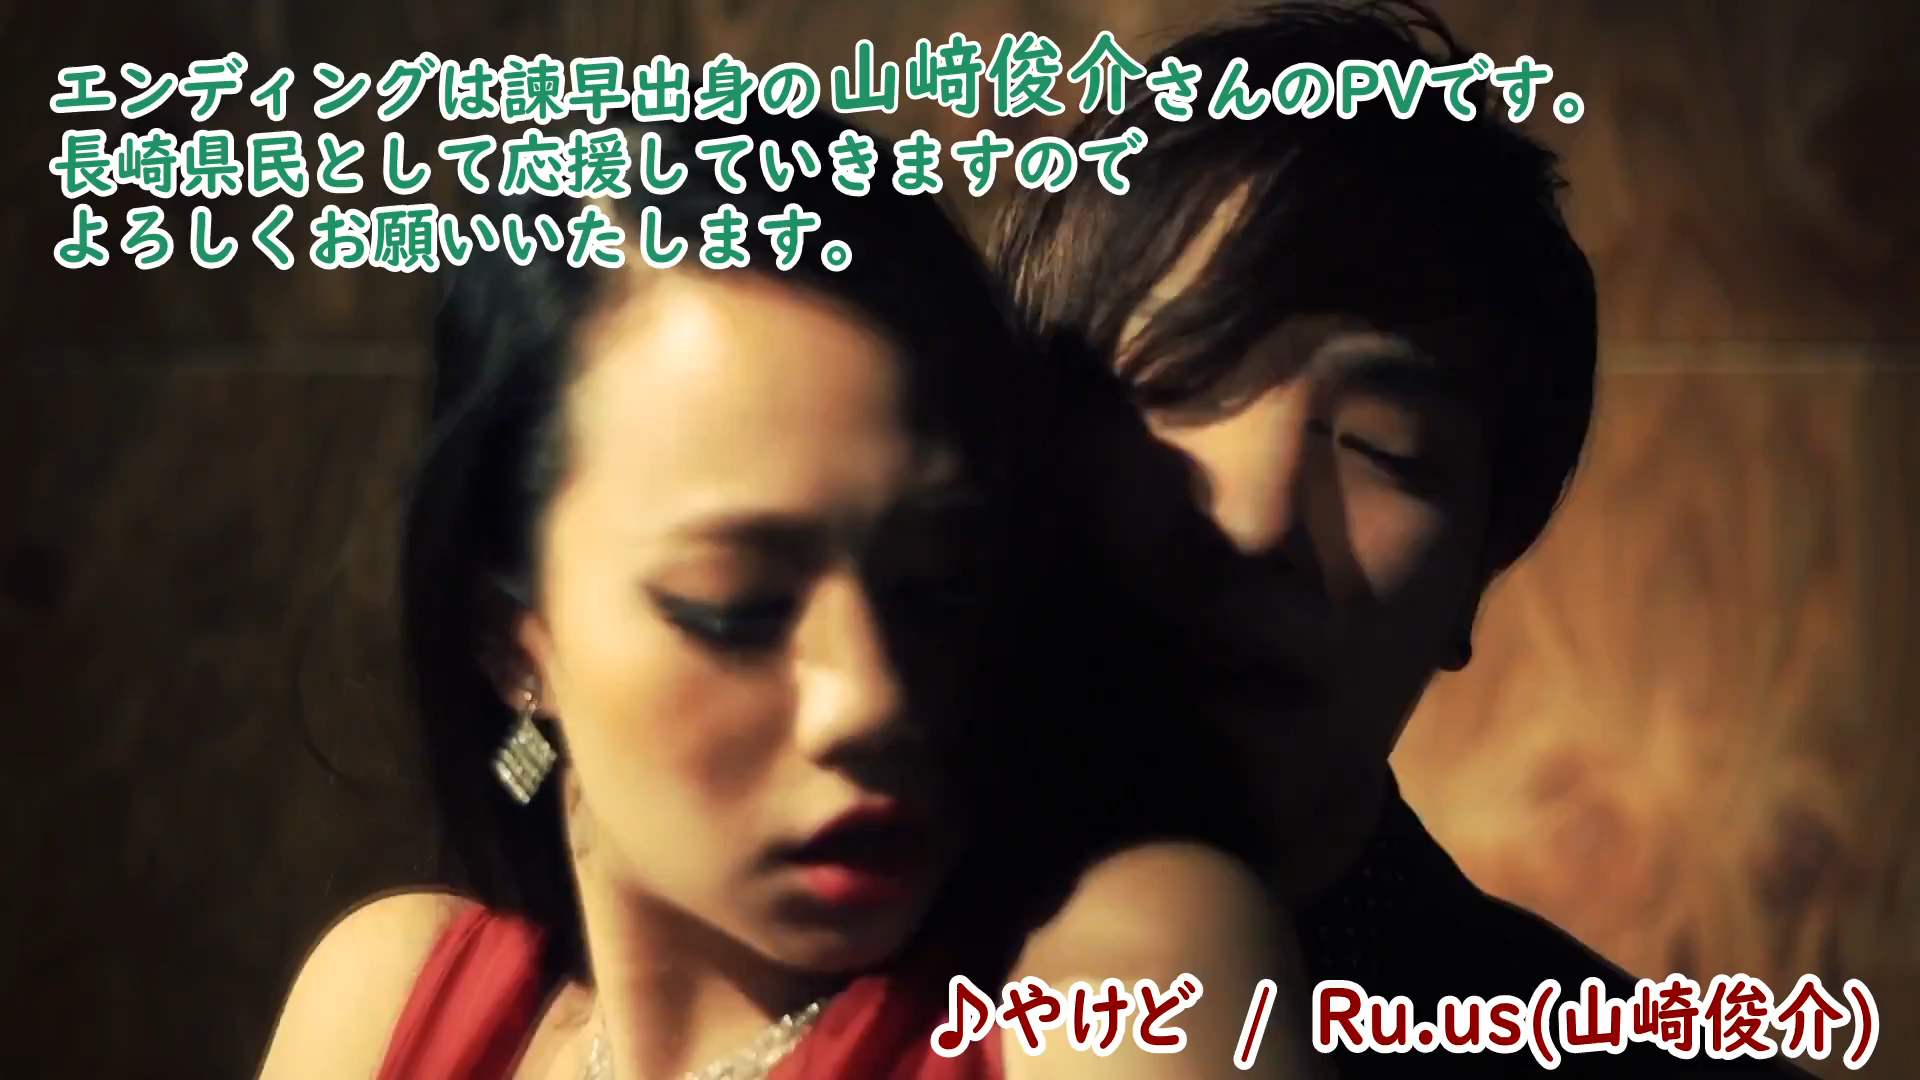 エンディングは諫早出身の山﨑俊介さんのPVです。
長崎県民として応援していきますので
よろしくお願いいたします。
♪やけど / Ru.us(山崎俊介)